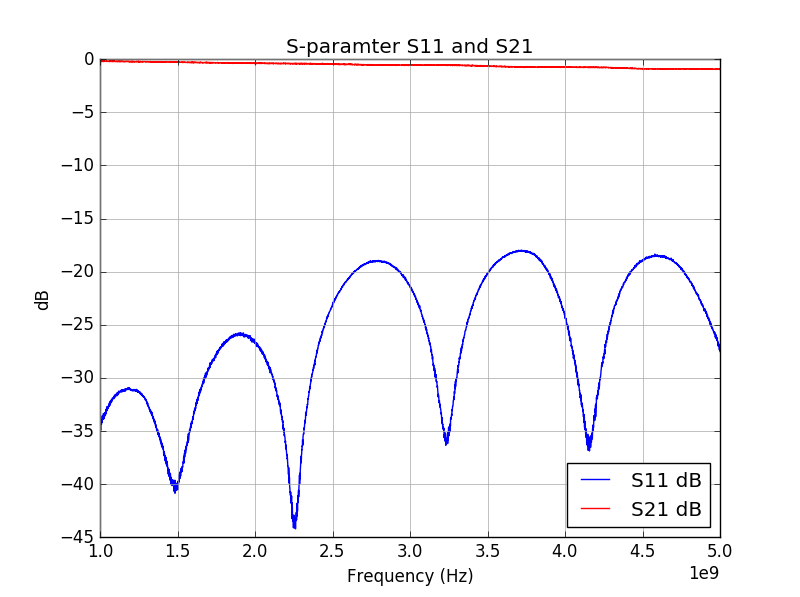 S-paramter S11 and S21
0
−5
−10
−15
−20
−25
−30
−35
−40
−45
dB
1.0 1.5 2.0 2.5 3.0 3.5 4.0 4.5 5.0
1e9
Frequency (Hz)
S11 dB
S21 dB